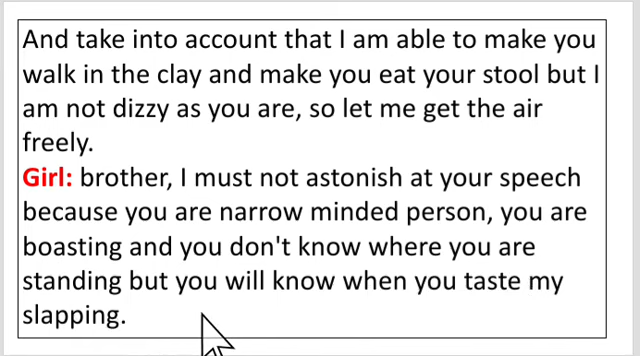 And take into account that I am able to make you
walk in the clay and make you eat your stool but I
am not dizzy as you are, so let me get the air
freely.
Girl: brother, I must not astonish at your speech
because you are narrow minded person, you are
boasting and you don't know where you are
standing but you will know when you taste my
slapping.